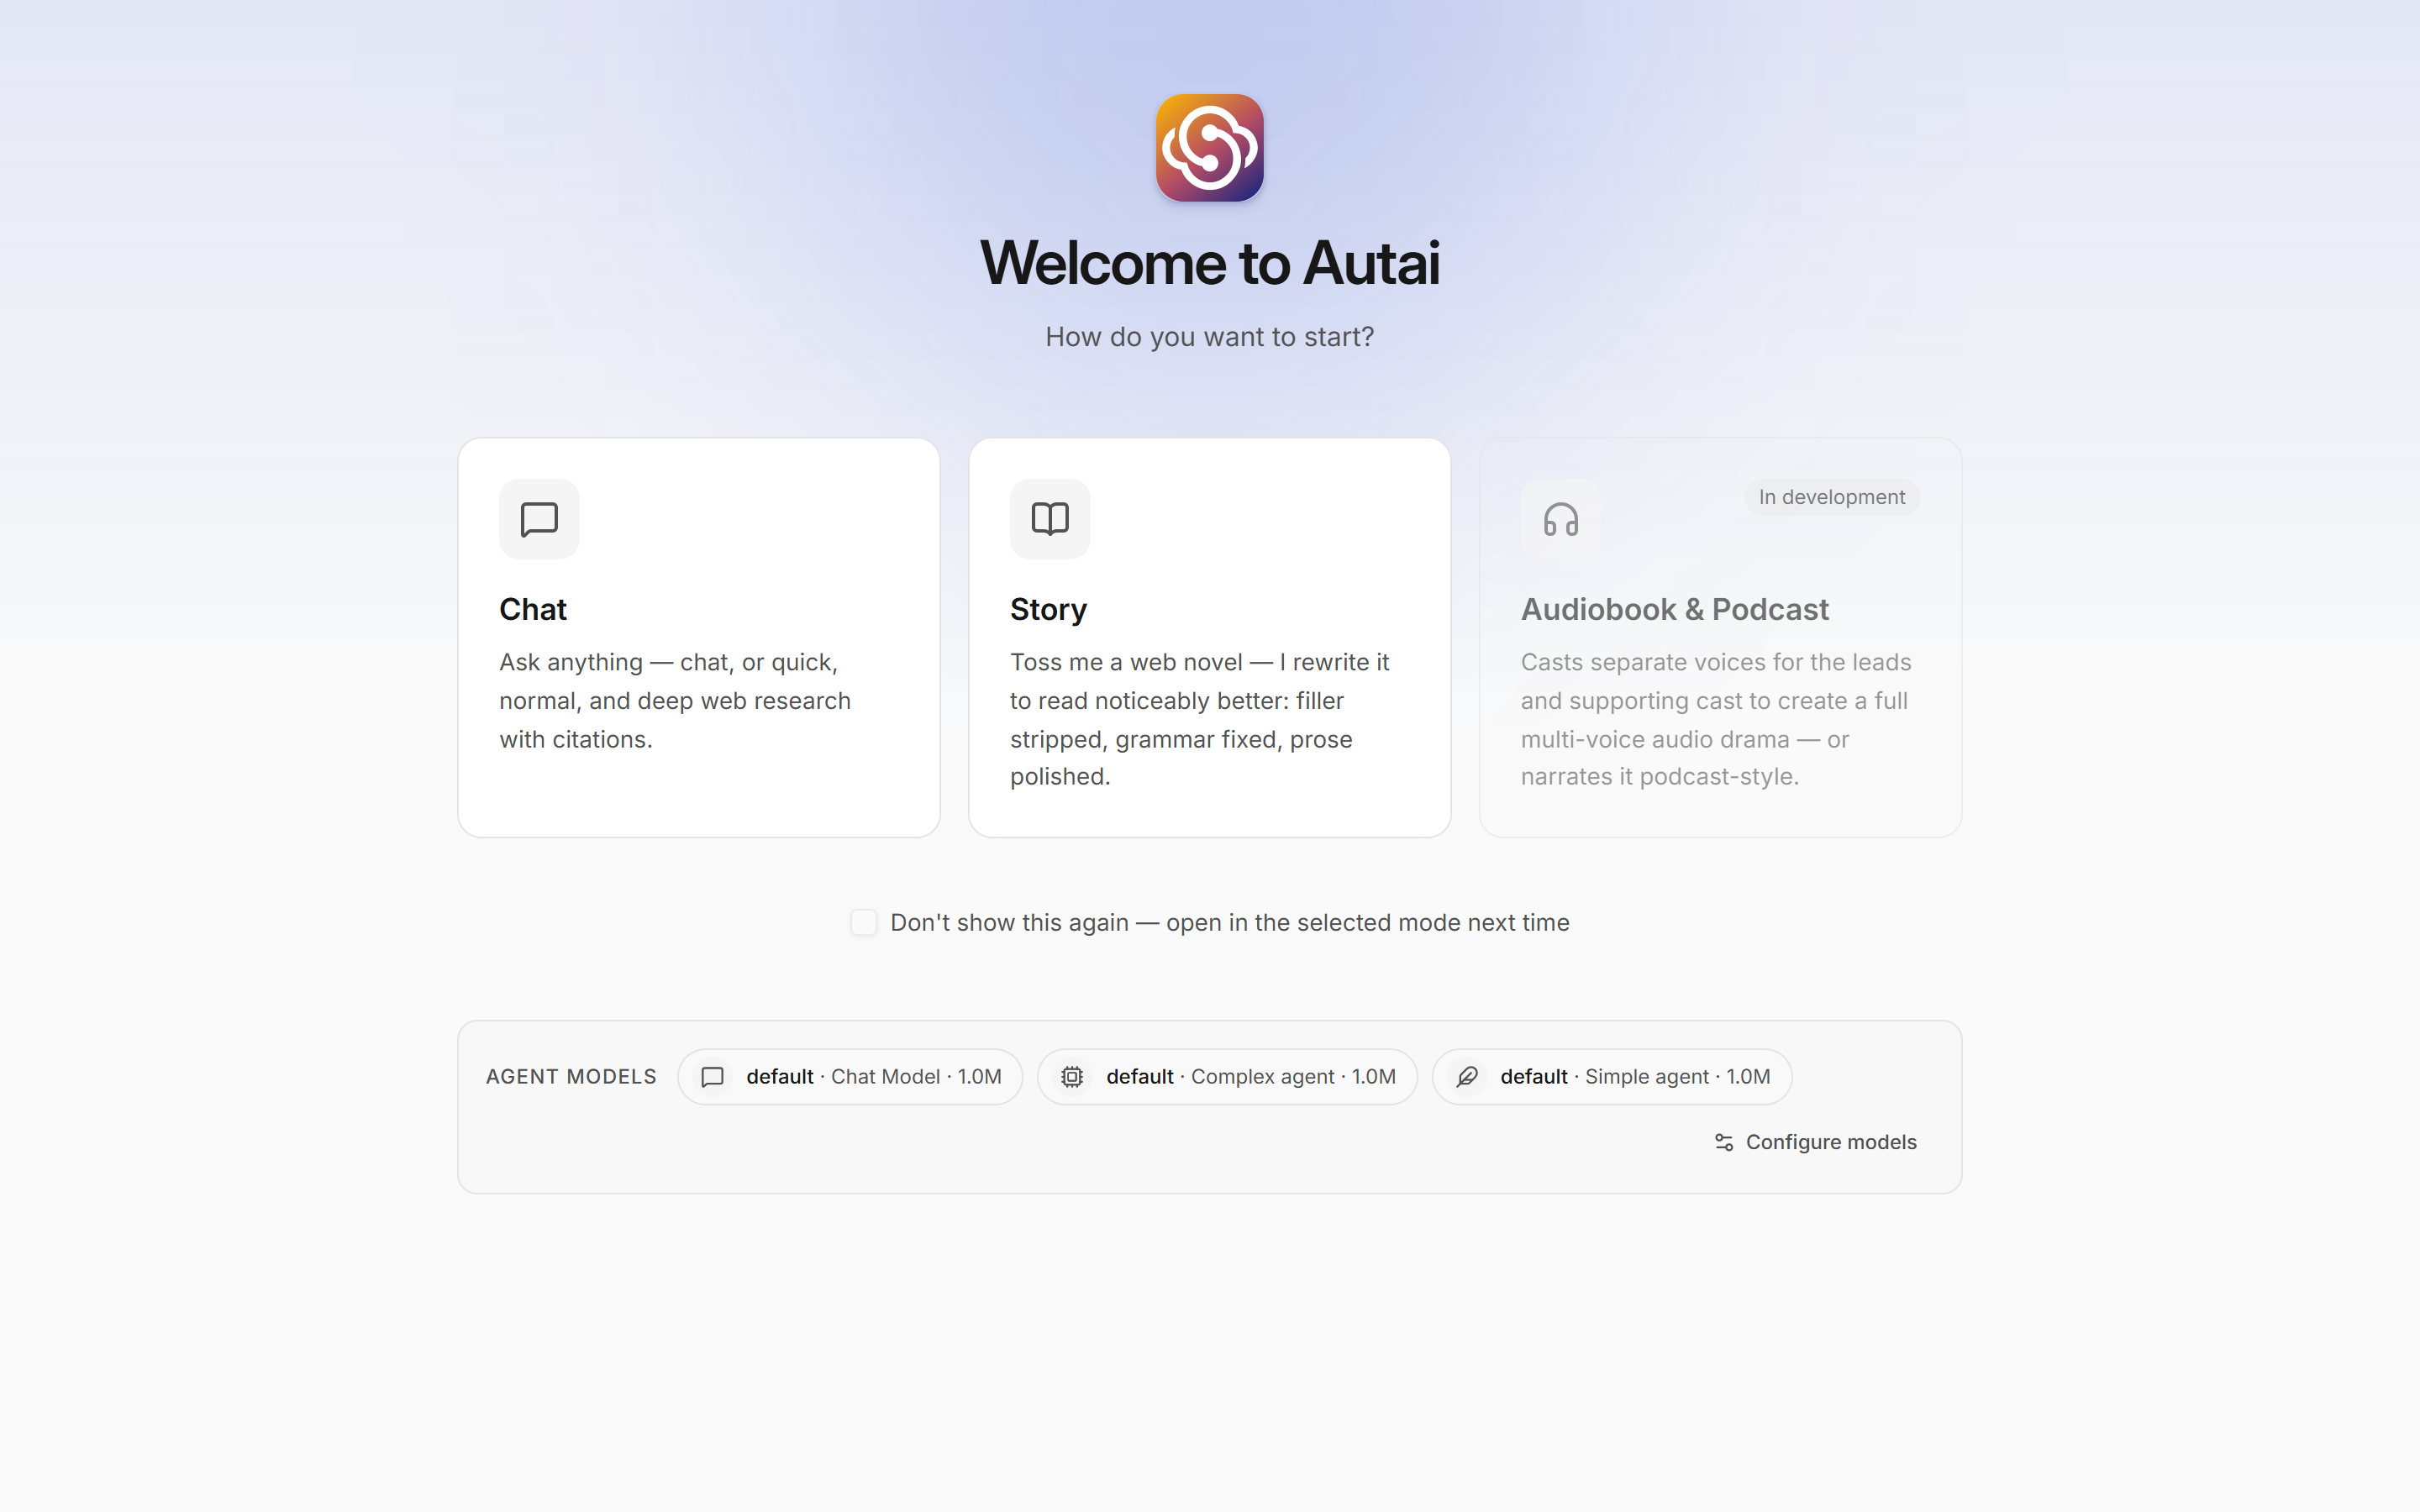 Welcome to Autai
How do you want to start?
Chat
Ask anything — chat, or quick,
normal, and deep web research
with citations.
Story
Toss me a web novel — I rewrite it
to read noticeably better: filler
stripped, grammar fixed, prose
polished.
In development
Audiobook & Podcast
Casts separate voices for the leads
and supporting cast to create a full
multi-voice audio drama — or
narrates it podcast-style.
Don't show this again — open in the selected mode next time
AGENT MODELS
default · Chat Model · 1.0M
default · Complex agent · 1.0M
default · Simple agent · 1.0M
Configure models